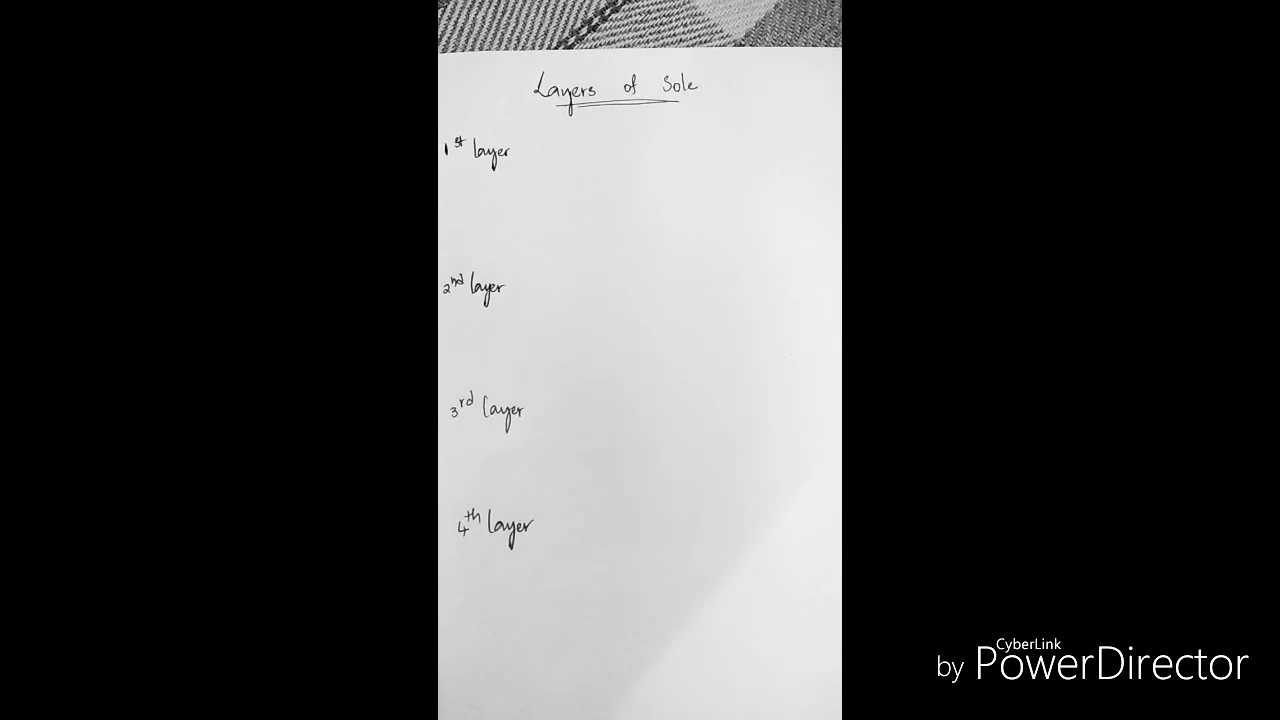 Layers of Sole
1st layer
2nd layer
3rd layer
4th layer
CyberLink
by PowerDirector